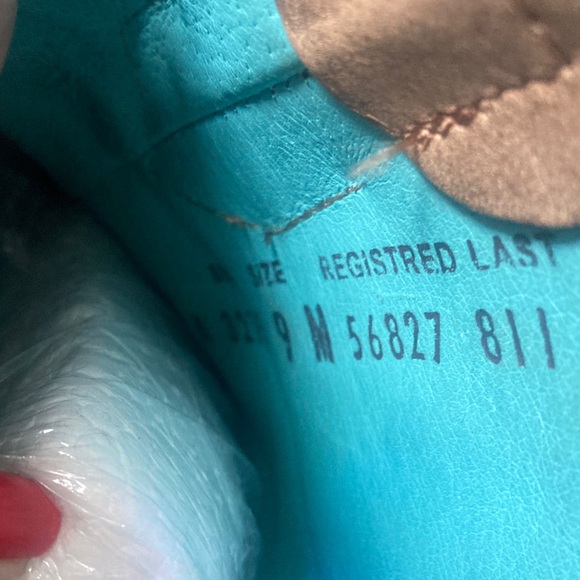 SIZE REGISTRED LAST
9 M 56827 811